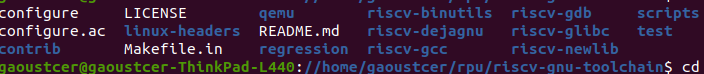 configure LICENSE qemu riscv-binutils riscv-gdb scripts
configure.ac linux-headers README.md riscv-dejagnu riscv-glibc test
contrib Makefile.in regression riscv-gcc riscv-newlib
gaoustcer@gaoustcer-ThinkPad-L440://home/gaoustcer/rpu/riscv-gnu-toolchain$ cd